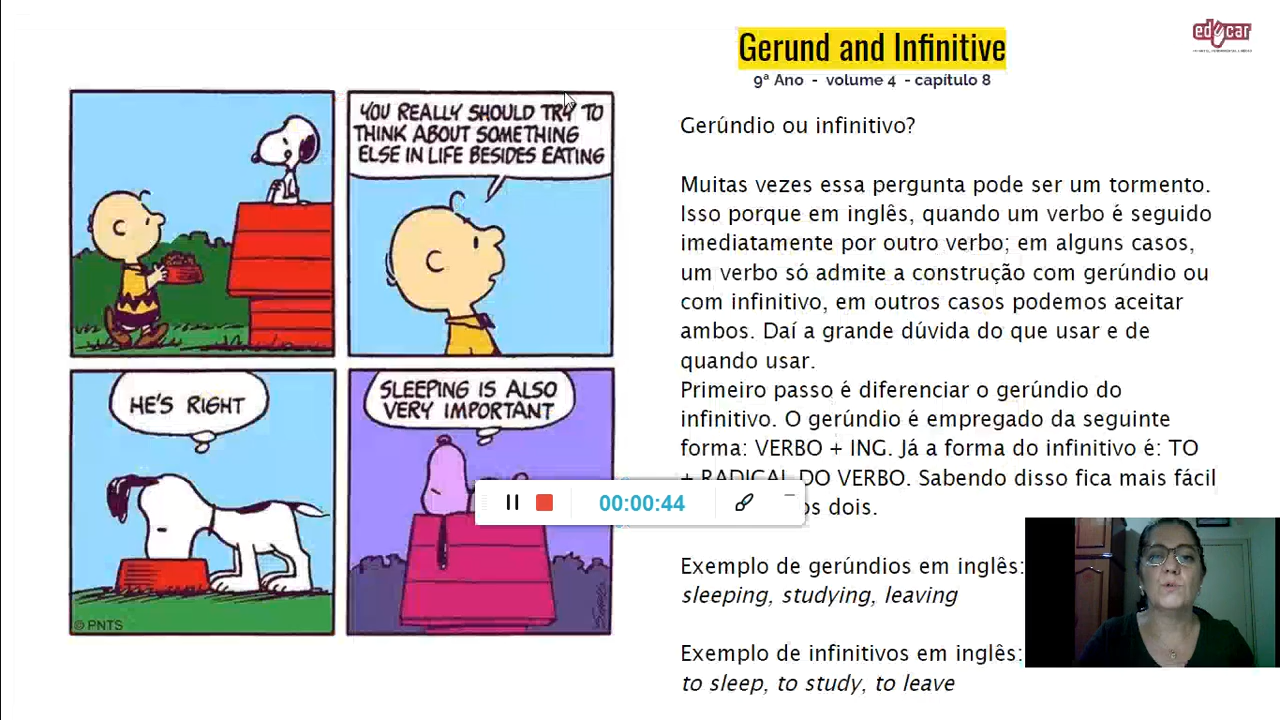 Gerund and Infinitive
9ª Ano - volume 4 - capítulo 8
educar
YOU REALLY SHOULD TRY TO
THINK ABOUT SOMETHING
ELSE IN LIFE BESIDES EATING
HE'S RIGHT
SLEEPING IS ALSO
VERY IMPORTANT
© PNTS
00:00:44
Gerúndio ou infinitivo?
Muitas vezes essa pergunta pode ser um tormento.
Isso porque em inglês, quando um verbo é seguido
imediatamente por outro verbo; em alguns casos,
um verbo só admite a construção com gerúndio ou
com infinitivo, em outros casos podemos aceitar
ambos. Daí a grande dúvida do que usar e de
quando usar.
Primeiro passo é diferenciar o gerúndio do
infinitivo. O gerúndio é empregado da seguinte
forma: VERBO + ING. Já a forma do infinitivo é: TO
+ RADICAL DO VERBO. Sabendo disso fica mais fácil
os dois.
Exemplo de gerúndios em inglês:
sleeping, studying, leaving
Exemplo de infinitivos em inglês:
to sleep, to study, to leave